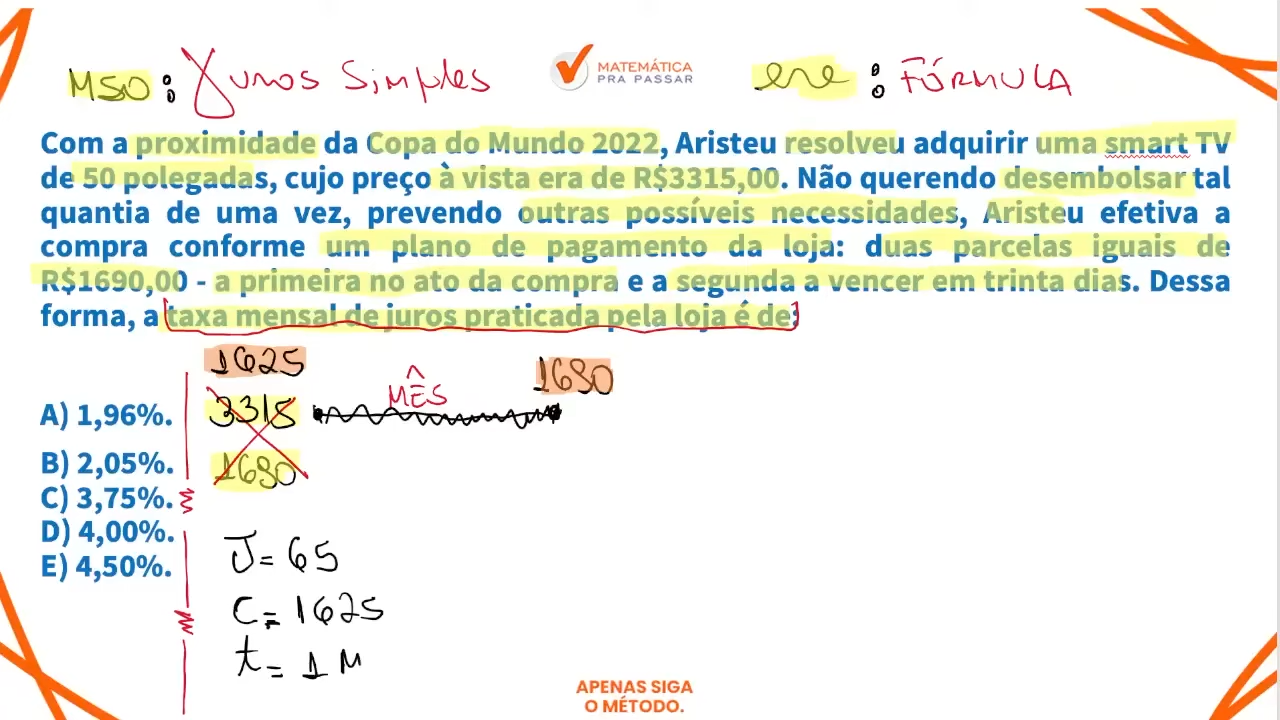 MSO: Juros Simples
MATEMÁTICA
PRA PASSAR
ere: FÓRMULA
Com a proximidade da Copa do Mundo 2022, Aristeu resolveu adquirir uma smart TV
de 50 polegadas, cujo preço à vista era de R$3315,00. Não querendo desembolsar tal
quantia de uma vez, prevendo outras possíveis necessidades, Aristeu efetiva a
compra conforme um plano de pagamento da loja: duas parcelas iguais de
R$1690,00 - a primeira no ato da compra e a segunda a vencer em trinta dias. Dessa
forma, a taxa mensal de juros praticada pela loja é de:
A) 1,96%.
B) 2,05%.
C) 3,75%.
D) 4,00%.
E) 4,50%.
1625
3315
1690
MÊS
1690
J = 65
C = 1625
t = 1 M
APENAS SIGA
O MÉTODO.